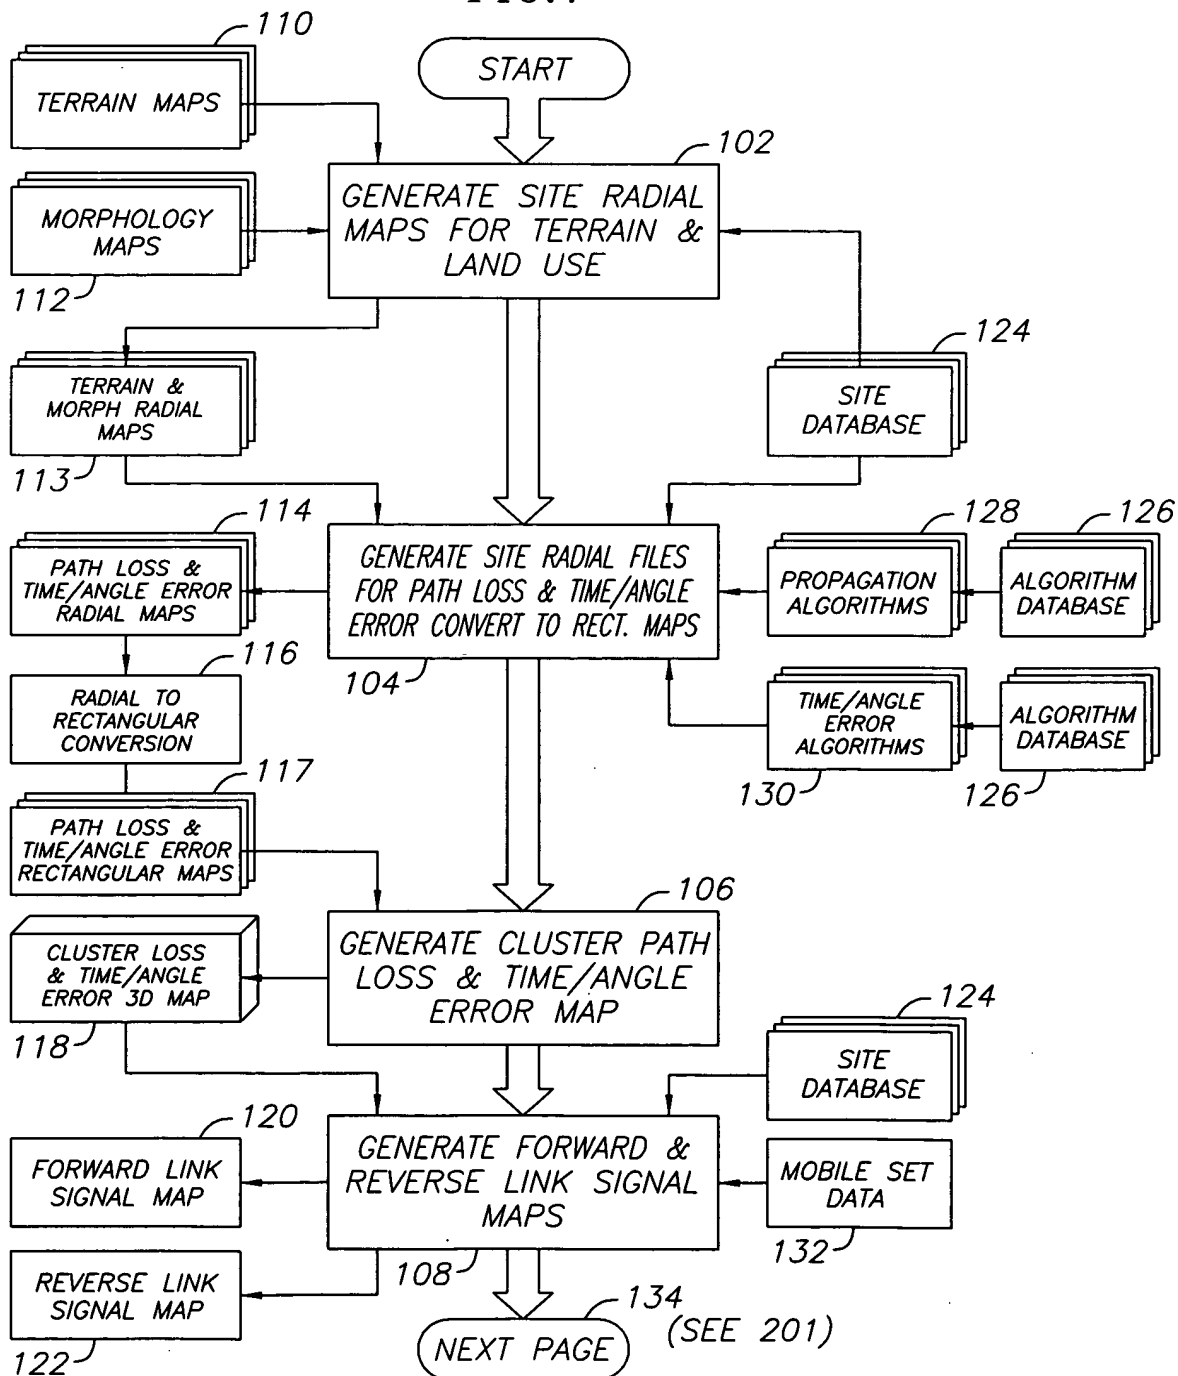 110
TERRAIN MAPS
START
102
GENERATE SITE RADIAL
MAPS FOR TERRAIN &
LAND USE
MORPHOLOGY
MAPS
112
124
TERRAIN &
MORPH RADIAL
MAPS
113
SITE
DATABASE
114
PATH LOSS &
TIME/ANGLE ERROR
RADIAL MAPS
GENERATE SITE RADIAL FILES
FOR PATH LOSS & TIME/ANGLE
ERROR CONVERT TO RECT. MAPS
104
128
PROPAGATION
ALGORITHMS
126
ALGORITHM
DATABASE
116
RADIAL TO
RECTANGULAR
CONVERSION
TIME/ANGLE
ERROR
ALGORITHMS
130
ALGORITHM
DATABASE
126
117
PATH LOSS &
TIME/ANGLE ERROR
RECTANGULAR MAPS
106
GENERATE CLUSTER PATH
LOSS & TIME/ANGLE
ERROR MAP
CLUSTER LOSS
& TIME/ANGLE
ERROR 3D MAP
118
124
SITE
DATABASE
120
FORWARD LINK
SIGNAL MAP
GENERATE FORWARD &
REVERSE LINK SIGNAL
MAPS
108
MOBILE SET
DATA
132
REVERSE LINK
SIGNAL MAP
122
134
(SEE 201)
NEXT PAGE